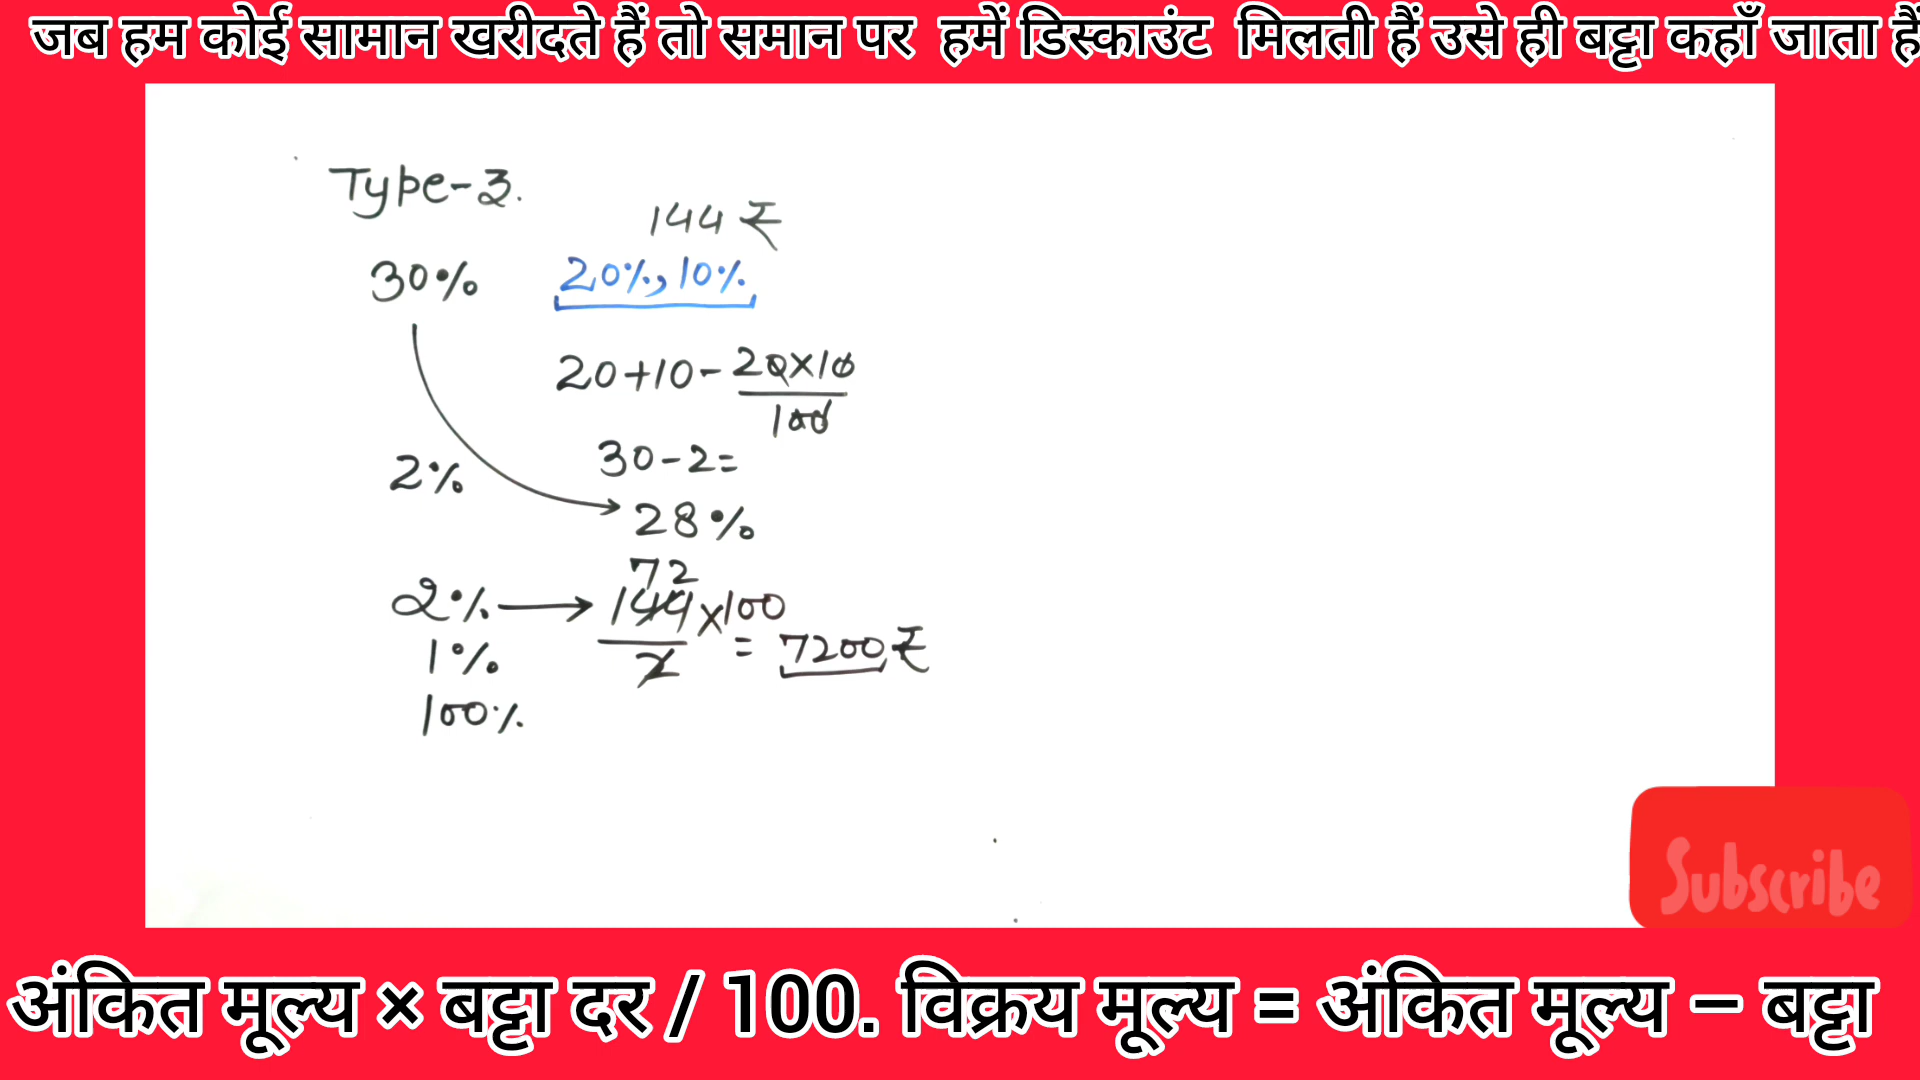 जब हम कोई सामान खरीदते हैं तो समान पर हमें डिस्काउंट मिलती हैं उसे ही बट्टा कहाँ जाता हैं
Type-3.
144 ₹
30% 20%, 10%
20+10- 20×10
100
30-2=
2%
28%
72
2% → 144 ×100
2
= 7200 ₹
1%
100%
Subscribe
अंकित मूल्य × बट्टा दर / 100. विक्रय मूल्य = अंकित मूल्य – बट्टा